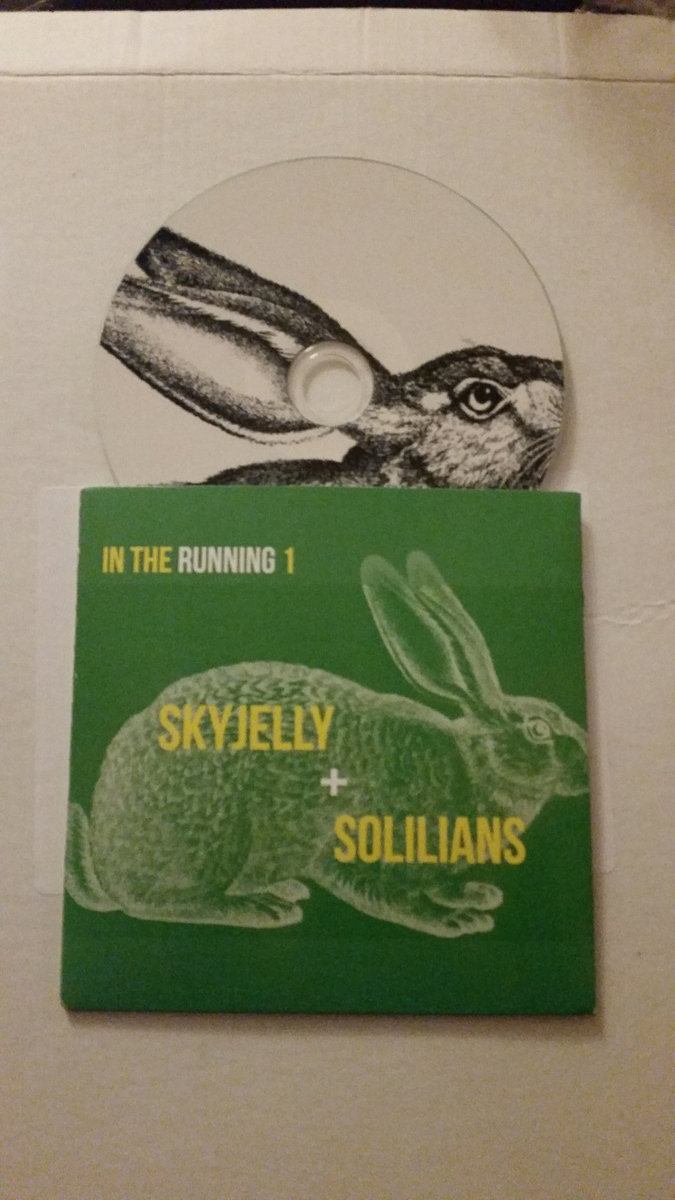 IN THE RUNNING 1
SKYJELLY
+
SOLILIANS